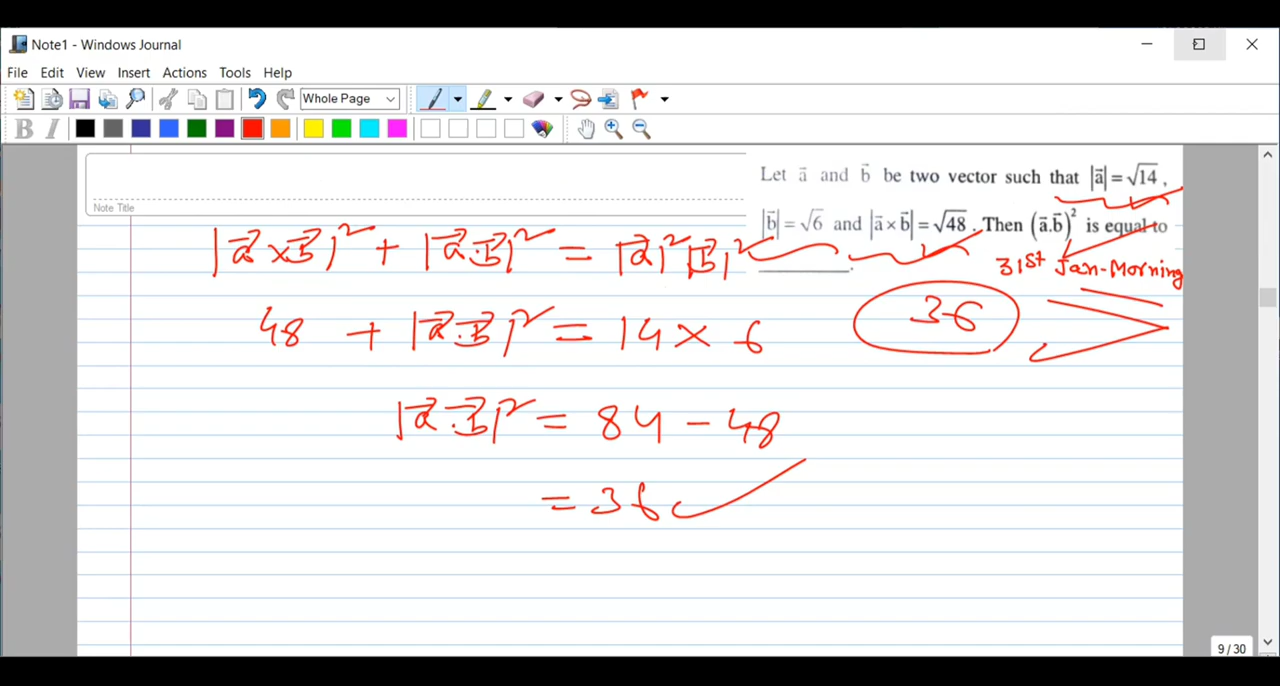 Note1 - Windows Journal
File Edit View Insert Actions Tools Help
Whole Page
B I
Note Title
Let a⃗ and b⃗ be two vector such that |a⃗| = √14 ,
|b⃗| = √6 and |a⃗ × b⃗| = √48 . Then (a⃗.b⃗)² is equal to
________.
31st Jan-Morning
|a⃗ × b⃗|² + |a⃗.b⃗|² = |a⃗|² |b⃗|²
48 + |a⃗.b⃗|² = 14 × 6
36
|a⃗.b⃗|² = 84 - 48
= 36
9 / 30